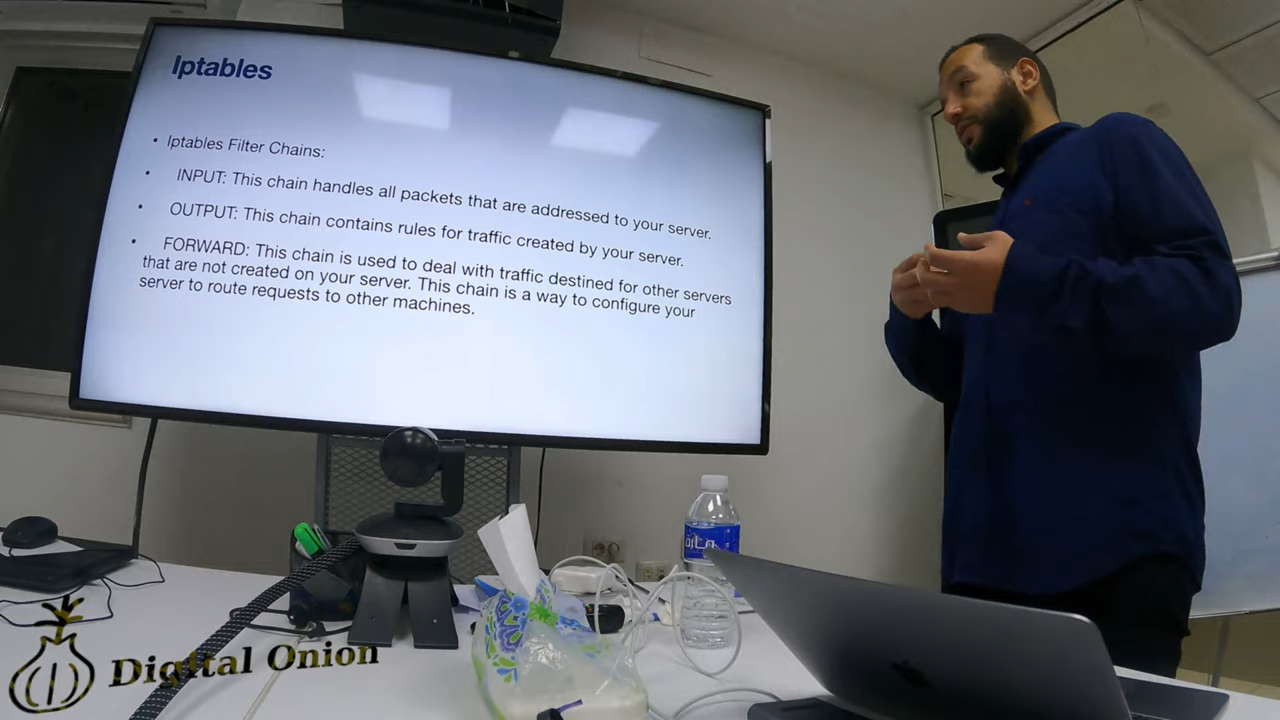 Iptables
• Iptables Filter Chains:
• INPUT: This chain handles all packets that are addressed to your server.
• OUTPUT: This chain contains rules for traffic created by your server.
• FORWARD: This chain is used to deal with traffic destined for other servers
that are not created on your server. This chain is a way to configure your
server to route requests to other machines.
Digital Onion